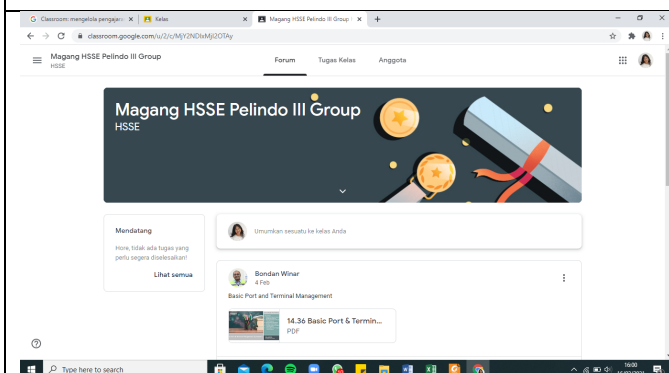 Classroom: mengelola pengajara
Kelas
Magang HSSE Pelindo III Group
classroom.google.com/u/2/c/MjY2NDIxMji2OTAy
Magang HSSE Pelindo III Group
HSSE
Forum
Tugas Kelas
Anggota
Magang HSSE Pelindo III Group
HSSE
Mendatang
Hore, tidak ada tugas yang
perlu segera diselesaikan!
Lihat semua
Umumkan sesuatu ke kelas Anda
Bondan Winar
4 Feb
Basic Port and Terminal Management
14.36 Basic Port & Termin...
PDF
Type here to search
16:00